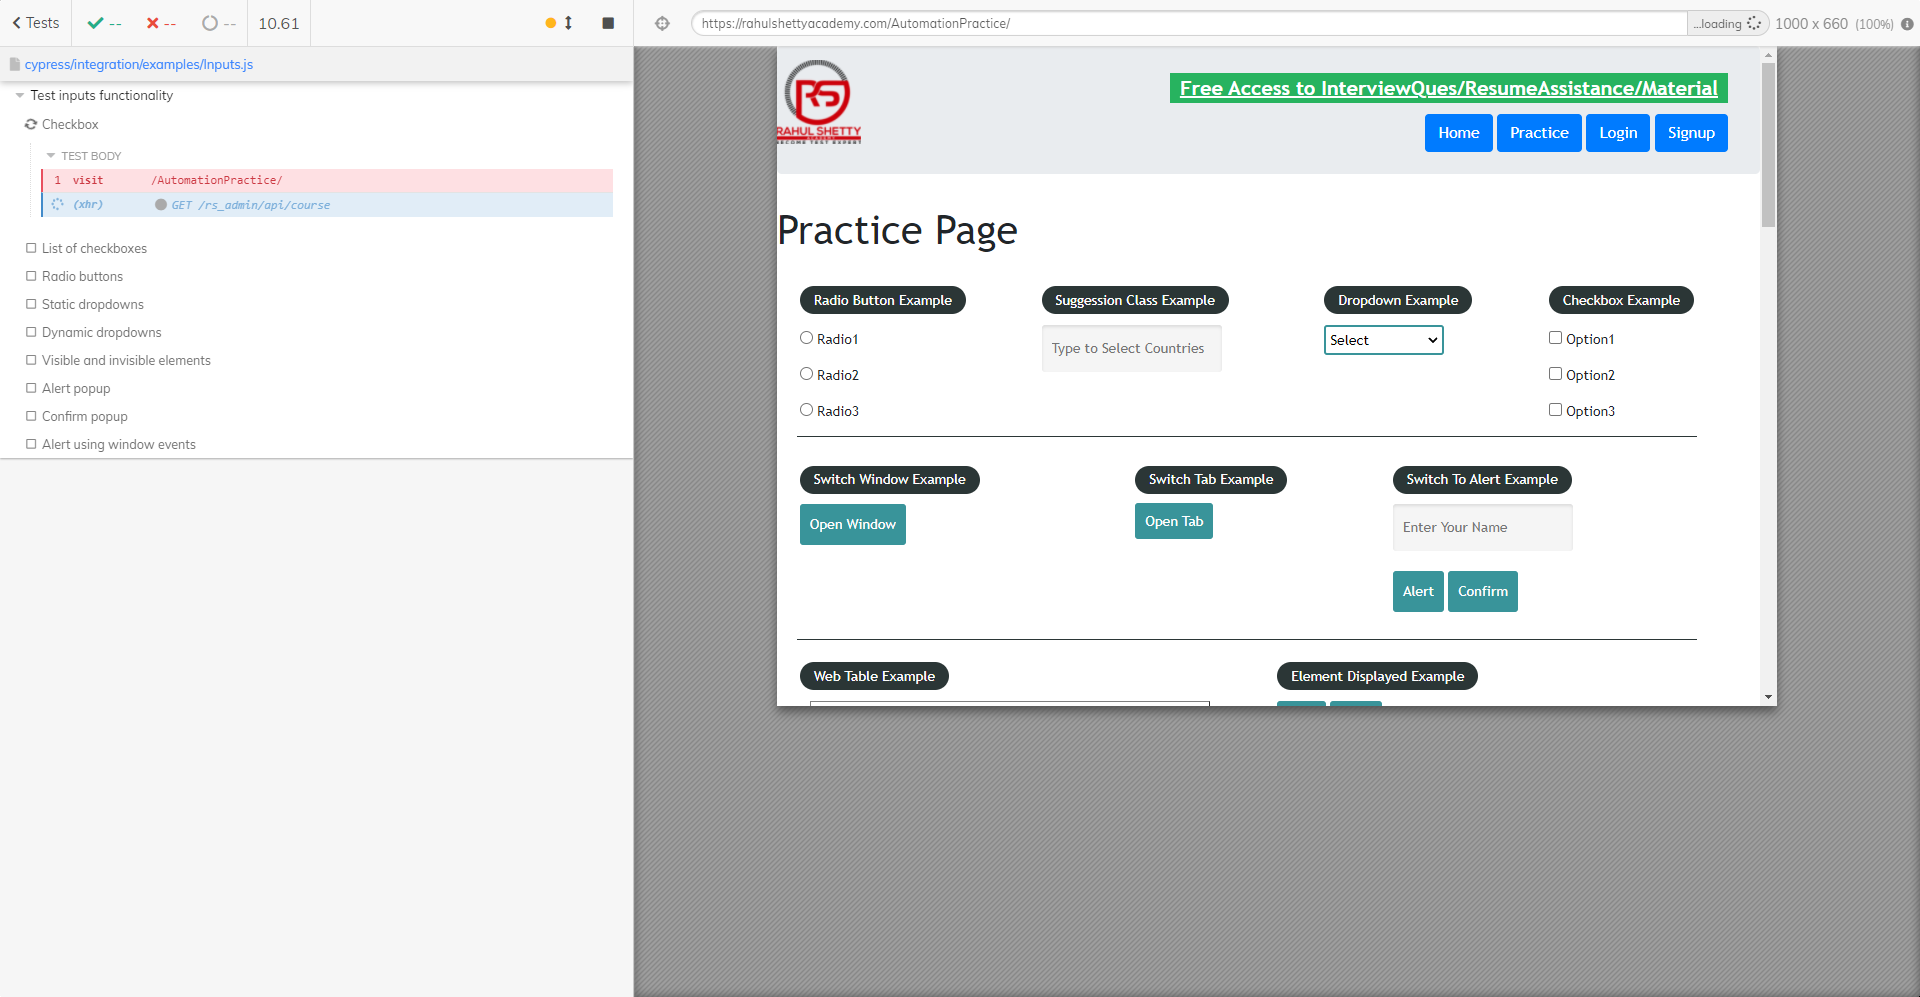 Tests
--
--
--
10.61
https://rahulshettyacademy.com/AutomationPractice/
...loading
1000 x 660 (100%)
cypress/integration/examples/Inputs.js
Test inputs functionality
Checkbox
TEST BODY
1 visit /AutomationPractice/
(xhr) GET /rs_admin/api/course
List of checkboxes
Radio buttons
Static dropdowns
Dynamic dropdowns
Visible and invisible elements
Alert popup
Confirm popup
Alert using window events
RS
RAHUL SHETTY
ACADEMY
BECOME TEST EXPERT
Free Access to InterviewQues/ResumeAssistance/Material
Home Practice Login Signup
Practice Page
Radio Button Example
Radio1
Radio2
Radio3
Suggession Class Example
Type to Select Countries
Dropdown Example
Select
Checkbox Example
Option1
Option2
Option3
Switch Window Example
Open Window
Switch Tab Example
Open Tab
Switch To Alert Example
Enter Your Name
Alert Confirm
Web Table Example
Element Displayed Example